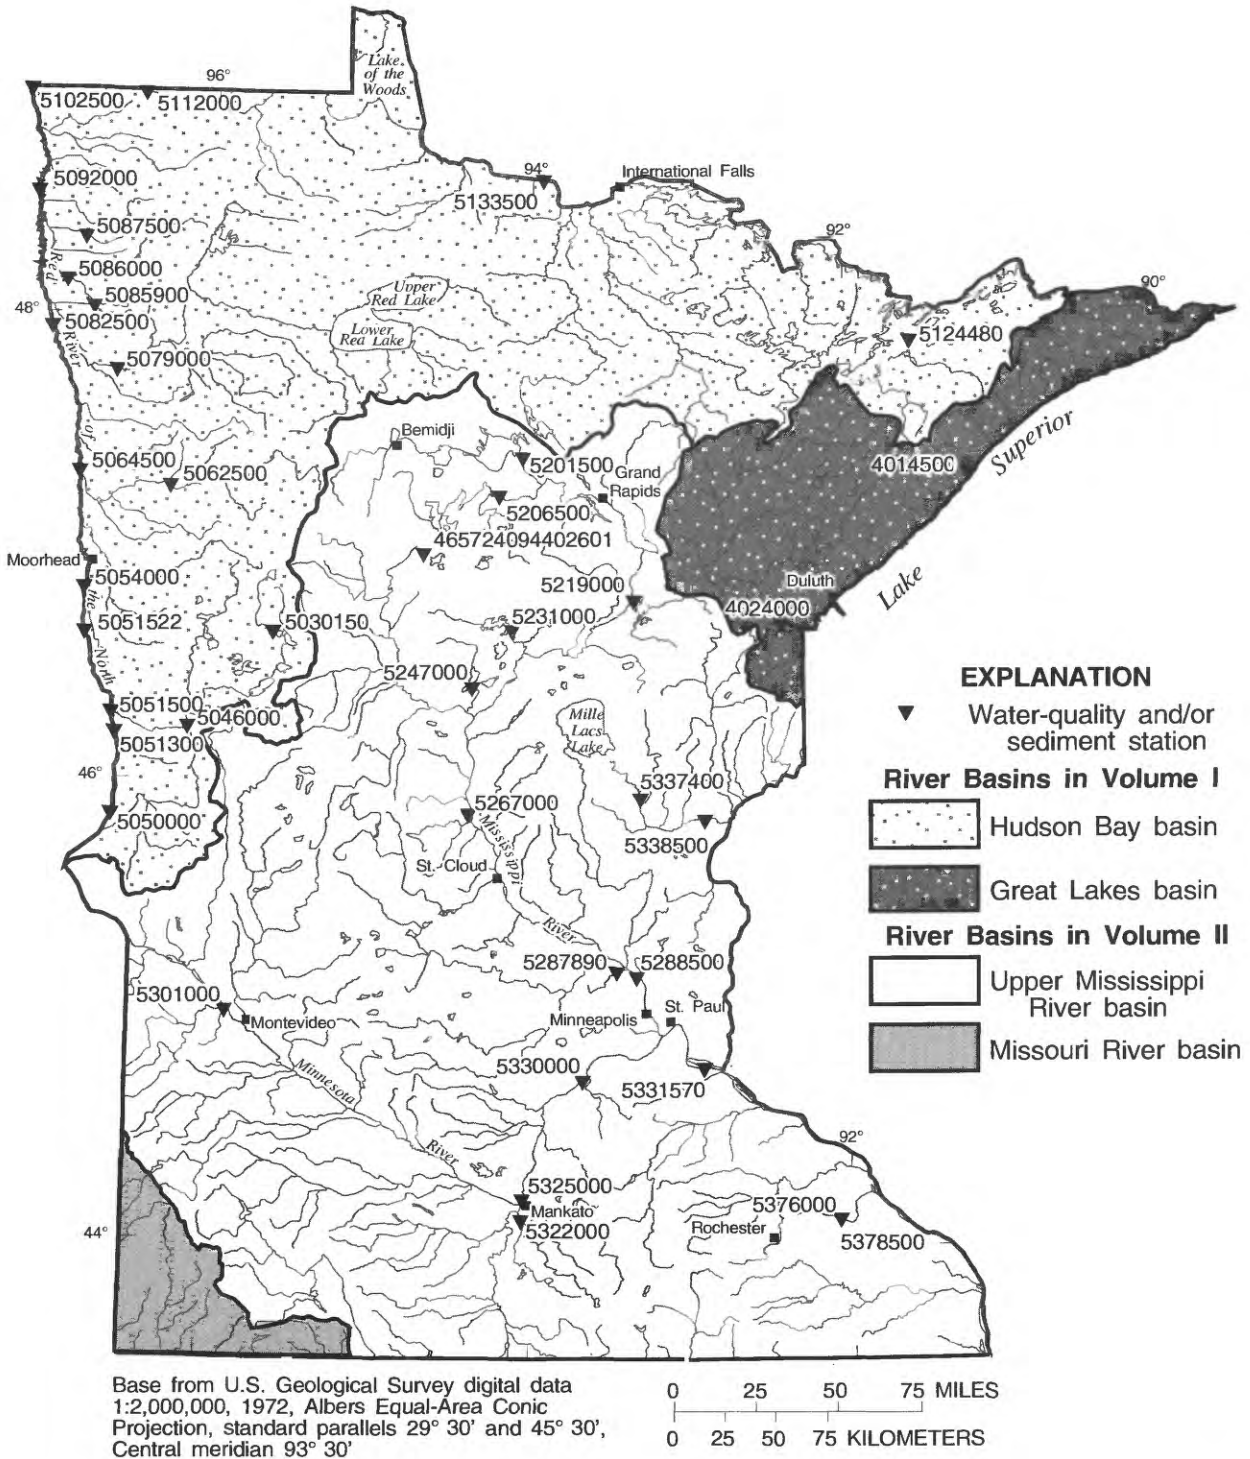 Lake
of the
Woods
96°
5102500
5112000
94°
International Falls
5092000
5133500
5087500
92°
Red
5086000
Upper
Red Lake
90°
5085900
48°
5082500
Lower
Red Lake
5124480
River
5079000
Superior
of
Bemidji
5064500
5062500
5201500
Grand
Rapids
4014500
5206500
465724094402601
Moorhead
5054000
the
5219000
Duluth
Lake
4024000
5051522
5030150
5231000
North
5247000
EXPLANATION
Water-quality and/or
sediment station
5051500
5046000
Mille
Lacs
Lake
5051300
River Basins in Volume I
46°
5337400
5050000
5267000
Mississippi
Hudson Bay basin
5338500
St. Cloud
Great Lakes basin
River
River Basins in Volume II
5287890
5288500
Upper Mississippi
River basin
5301000
Montevideo
Minneapolis
St. Paul
Missouri River basin
Minnesota
5330000
5331570
92°
River
5325000
Mankato
5322000
5376000
Rochester
5378500
44°
Base from U.S. Geological Survey digital data
1:2,000,000, 1972, Albers Equal-Area Conic
Projection, standard parallels 29° 30' and 45° 30',
Central meridian 93° 30'
0 25 50 75 MILES
0 25 50 75 KILOMETERS